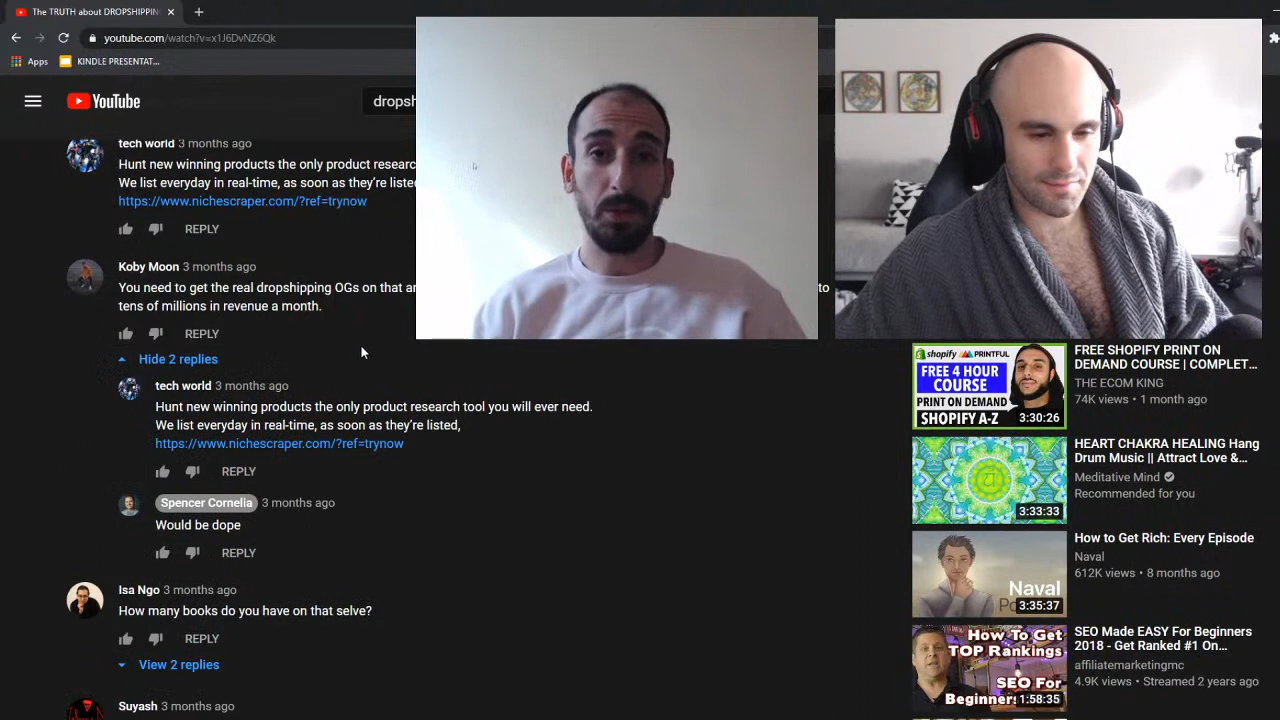 The TRUTH about DROPSHIPPIN
youtube.com/watch?v=x1J6DvNZ6Qk
Apps
KINDLE PRESENTAT...
YouTube
dropsh
tech world 3 months ago
Hunt new winning products the only product researc
We list everyday in real-time, as soon as they're listed
https://www.nichescraper.com/?ref=trynow
REPLY
Koby Moon 3 months ago
You need to get the real dropshipping OGs on that ar
to
tens of millions in revenue a month.
REPLY
Hide 2 replies
tech world 3 months ago
Hunt new winning products the only product research tool you will ever need.
We list everyday in real-time, as soon as they're listed,
https://www.nichescraper.com/?ref=trynow
REPLY
Spencer Cornelia 3 months ago
Would be dope
REPLY
Isa Ngo 3 months ago
How many books do you have on that selve?
REPLY
View 2 replies
Suyash 3 months ago
shopify PRINTFUL
FREE 4 HOUR
COURSE
PRINT ON DEMAND
SHOPIFY A-Z
3:30:26
FREE SHOPIFY PRINT ON
DEMAND COURSE | COMPLET...
THE ECOM KING
74K views • 1 month ago
3:33:33
HEART CHAKRA HEALING Hang
Drum Music || Attract Love &...
Meditative Mind
Recommended for you
Naval
3:35:37
How to Get Rich: Every Episode
Naval
612K views • 8 months ago
How To Get
TOP Rankings
SEO For
Beginner
1:58:35
SEO Made EASY For Beginners
2018 - Get Ranked #1 On...
affiliatemarketingmc
4.9K views • Streamed 2 years ago